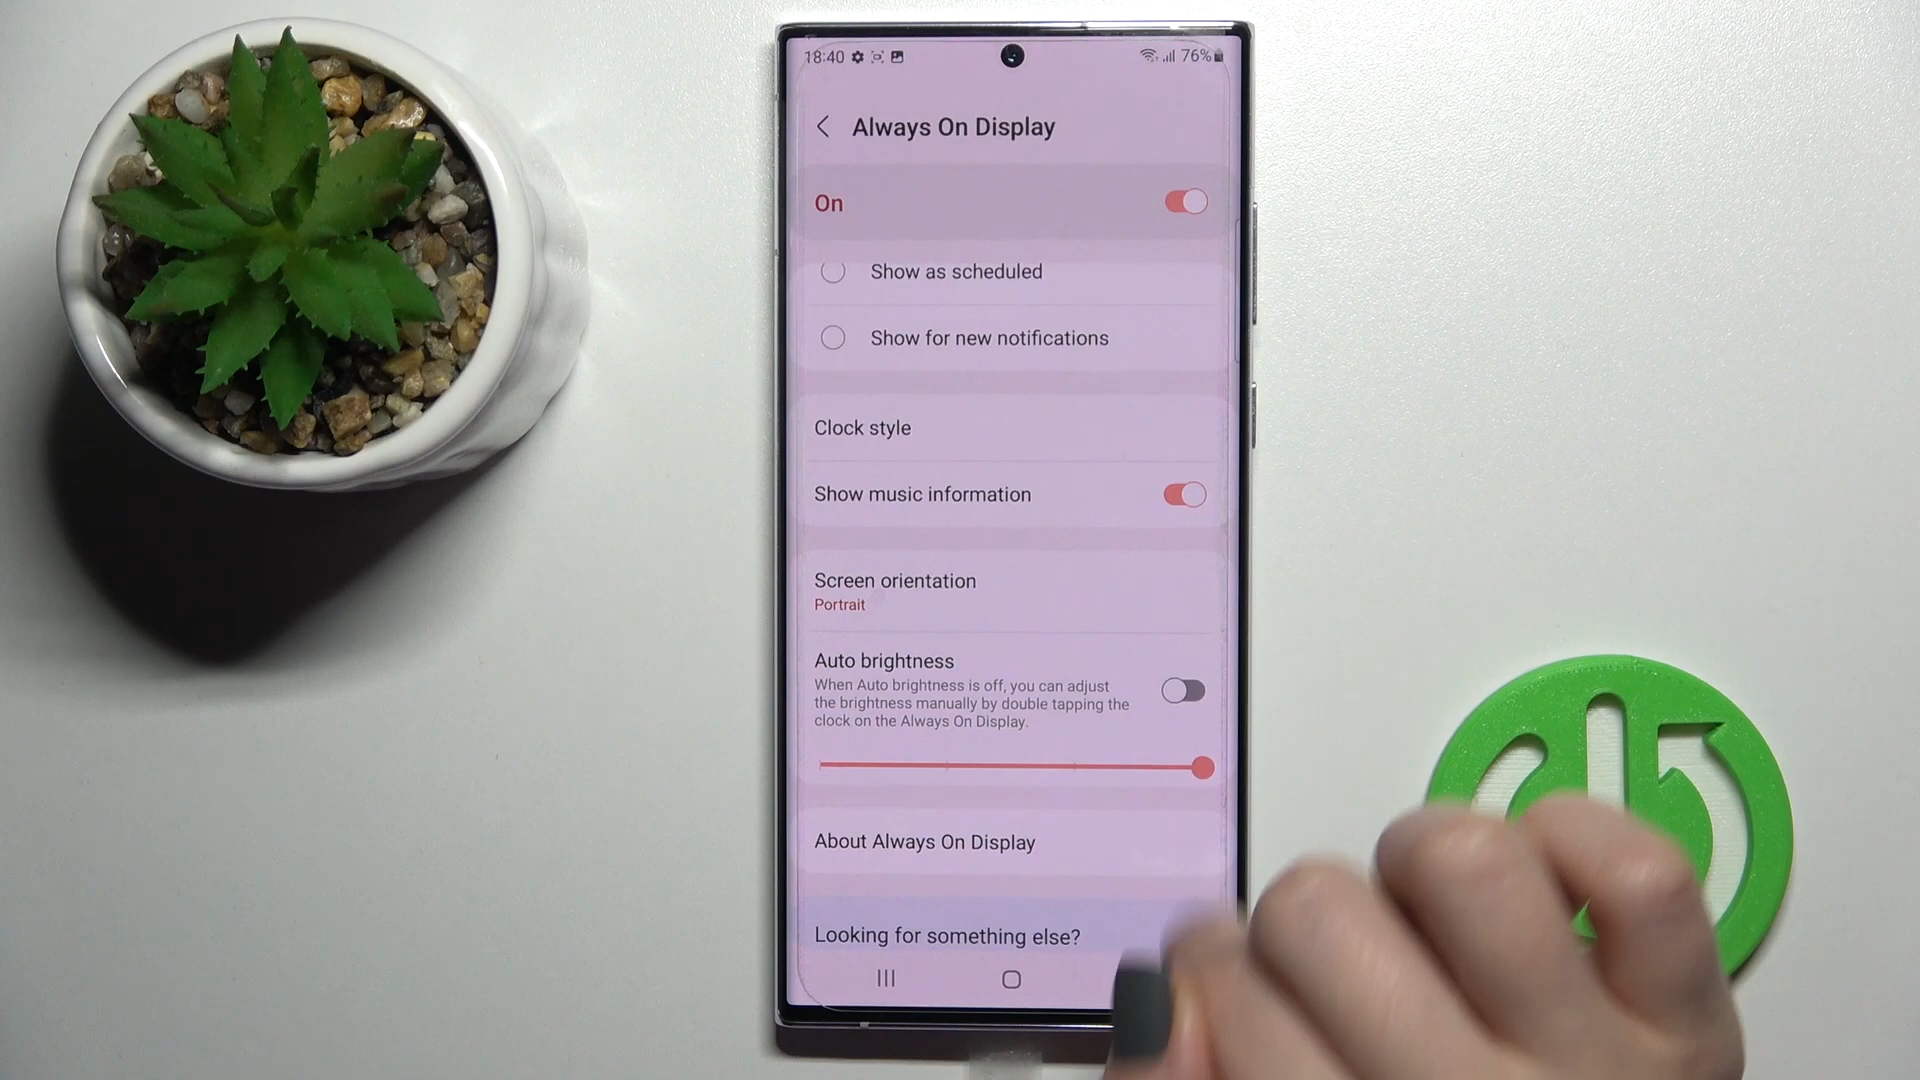 18:40 76%
Always On Display
On
Show as scheduled
Show for new notifications
Clock style
Show music information
Screen orientation
Portrait
Auto brightness
When Auto brightness is off, you can adjust
the brightness manually by double tapping the
clock on the Always On Display.
About Always On Display
Looking for something else?